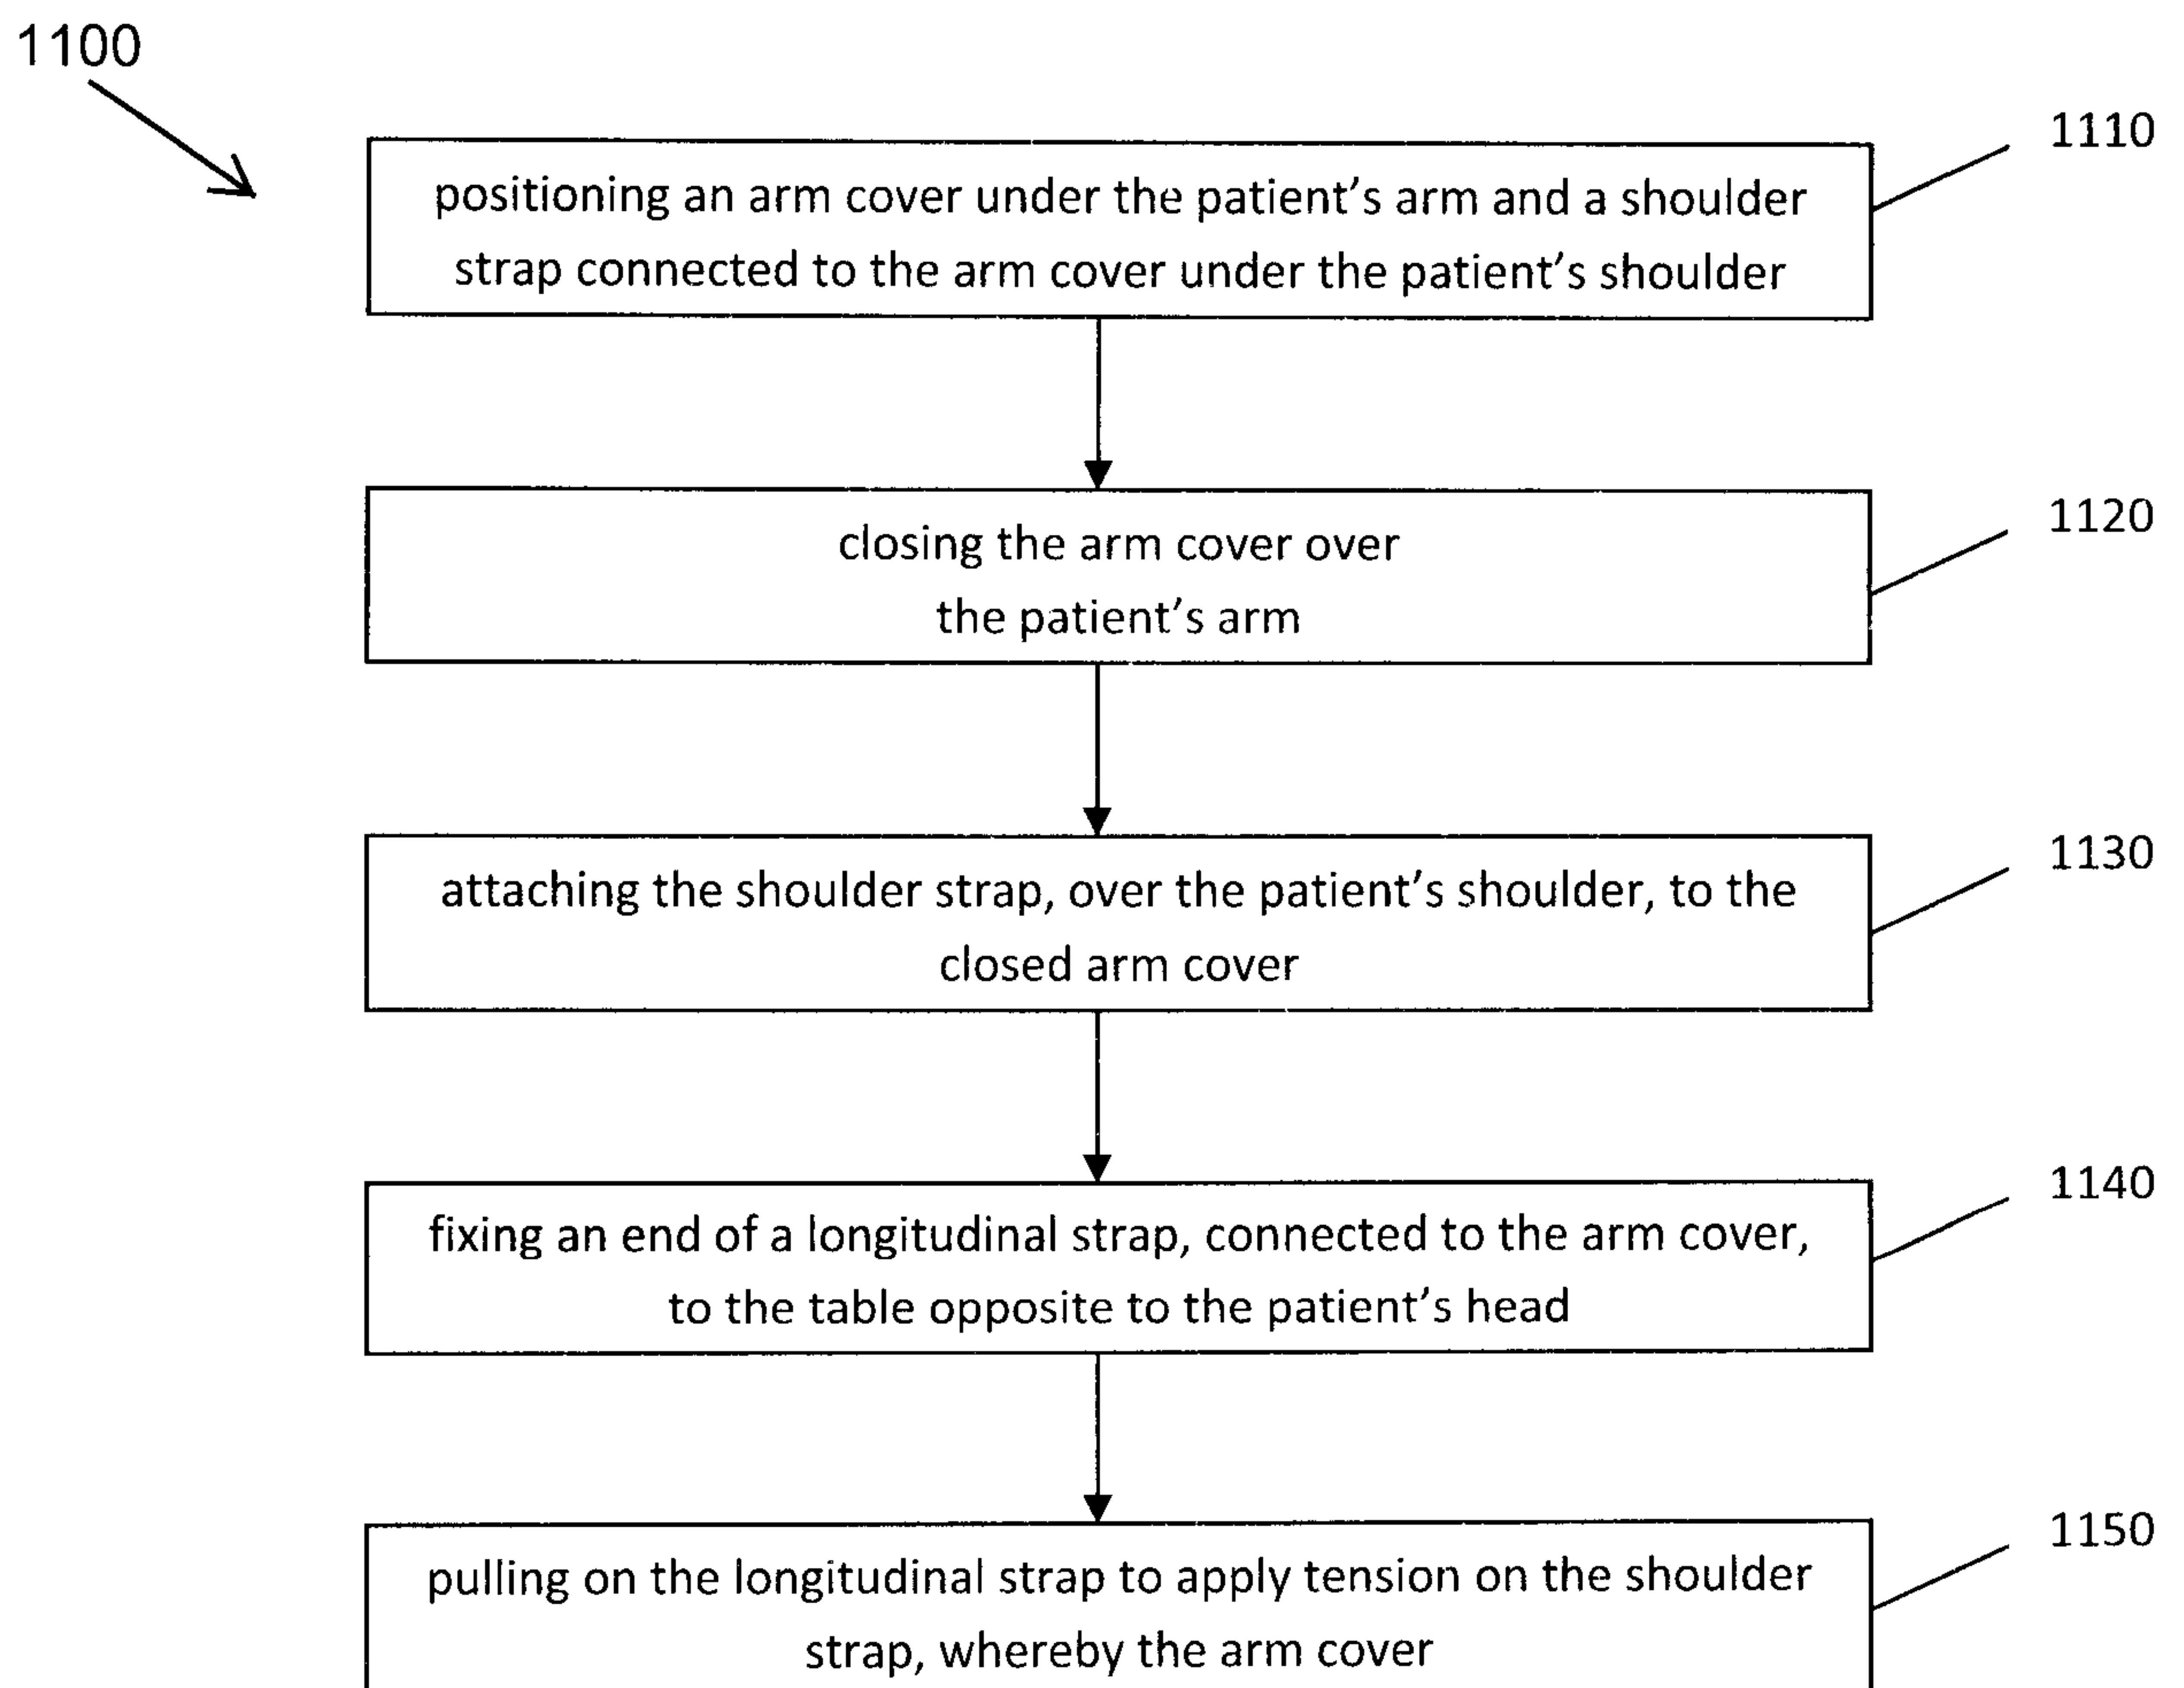 1100
1110
positioning an arm cover under the patient's arm and a shoulder
strap connected to the arm cover under the patient's shoulder
1120
closing the arm cover over
the patient's arm
1130
attaching the shoulder strap, over the patient's shoulder, to the
closed arm cover
1140
fixing an end of a longitudinal strap, connected to the arm cover,
to the table opposite to the patient's head
1150
pulling on the longitudinal strap to apply tension on the shoulder
strap, whereby the arm cover